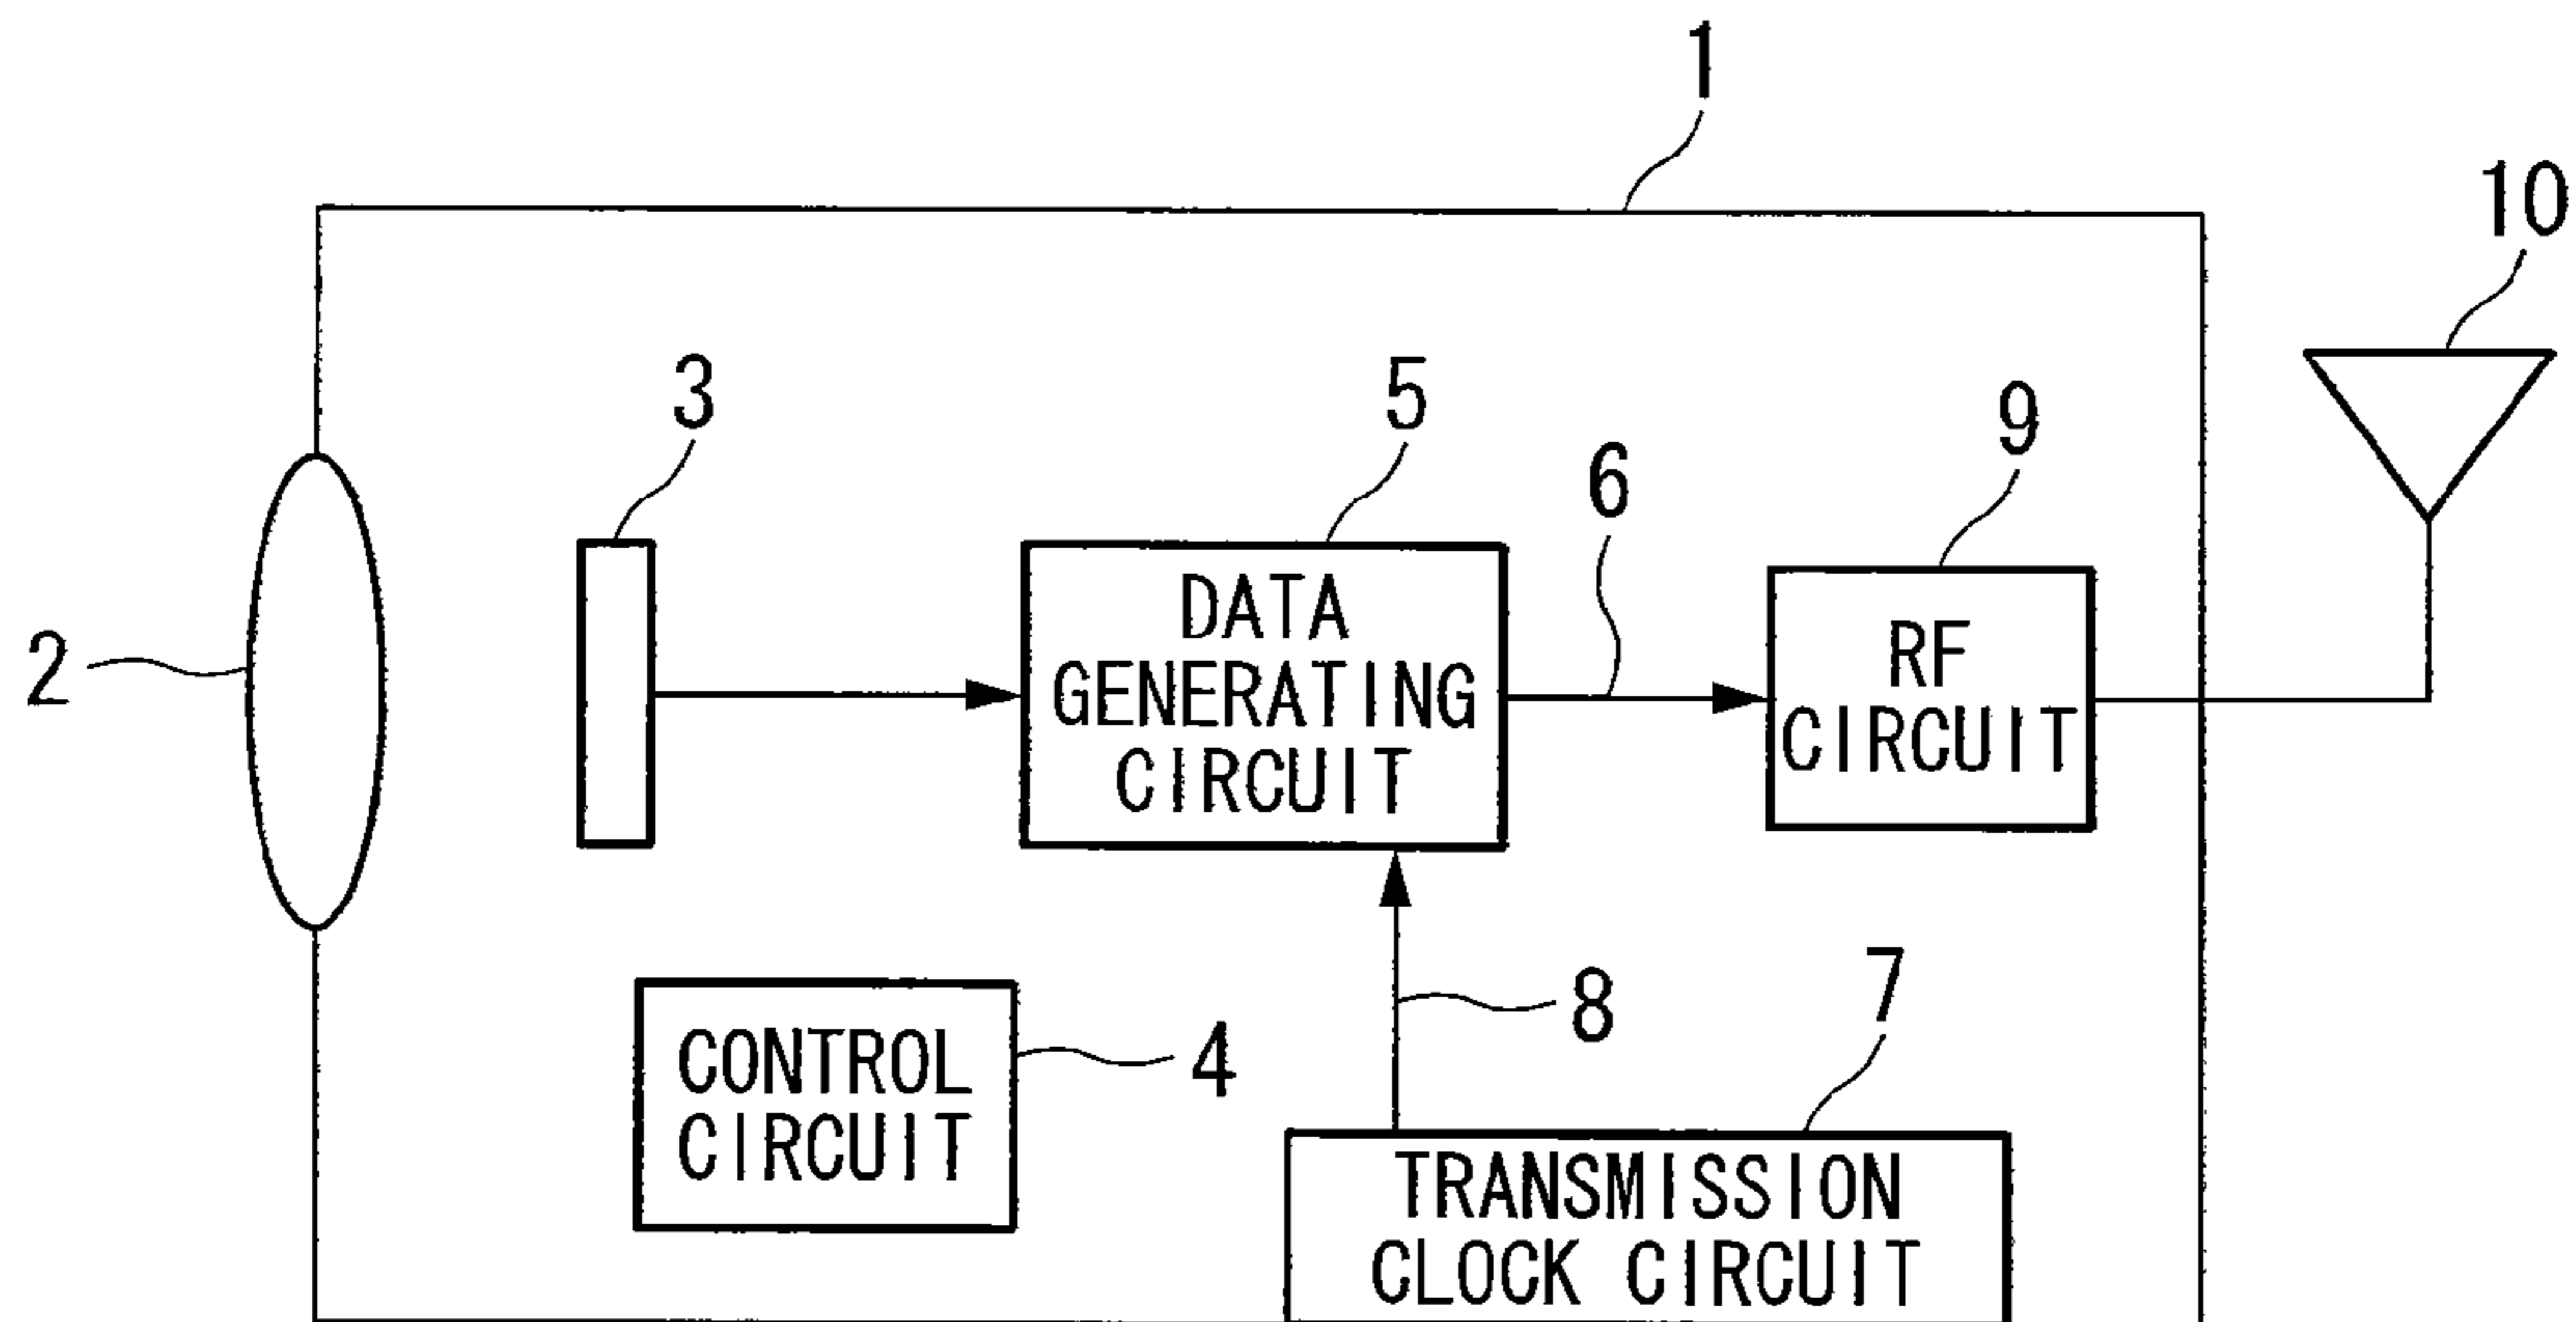 1
10
3
5
6
9
2
DATA
GENERATING
CIRCUIT
RF
CIRCUIT
8
7
4
CONTROL
CIRCUIT
TRANSMISSION
CLOCK CIRCUIT